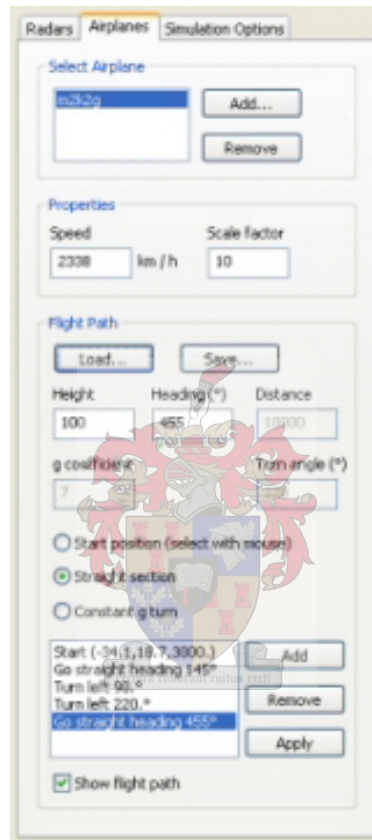 Radars Airplanes Simulation Options
Select Airplane
m2k2g
Add...
Remove
Properties
Speed Scale factor
2338 km / h 10
Flight Path
Load... Save...
Height Heading (°) Distance
100 455 10000
g coefficient Turn angle (°)
7
Start position (select with mouse)
Straight section
Constant g turn
Start (-34.1,18.7,3000.) Add
Go straight heading 145°
Turn left 90.°
Turn left 220.° Remove
Go straight heading 455°
Apply
Show flight path
cultus recti